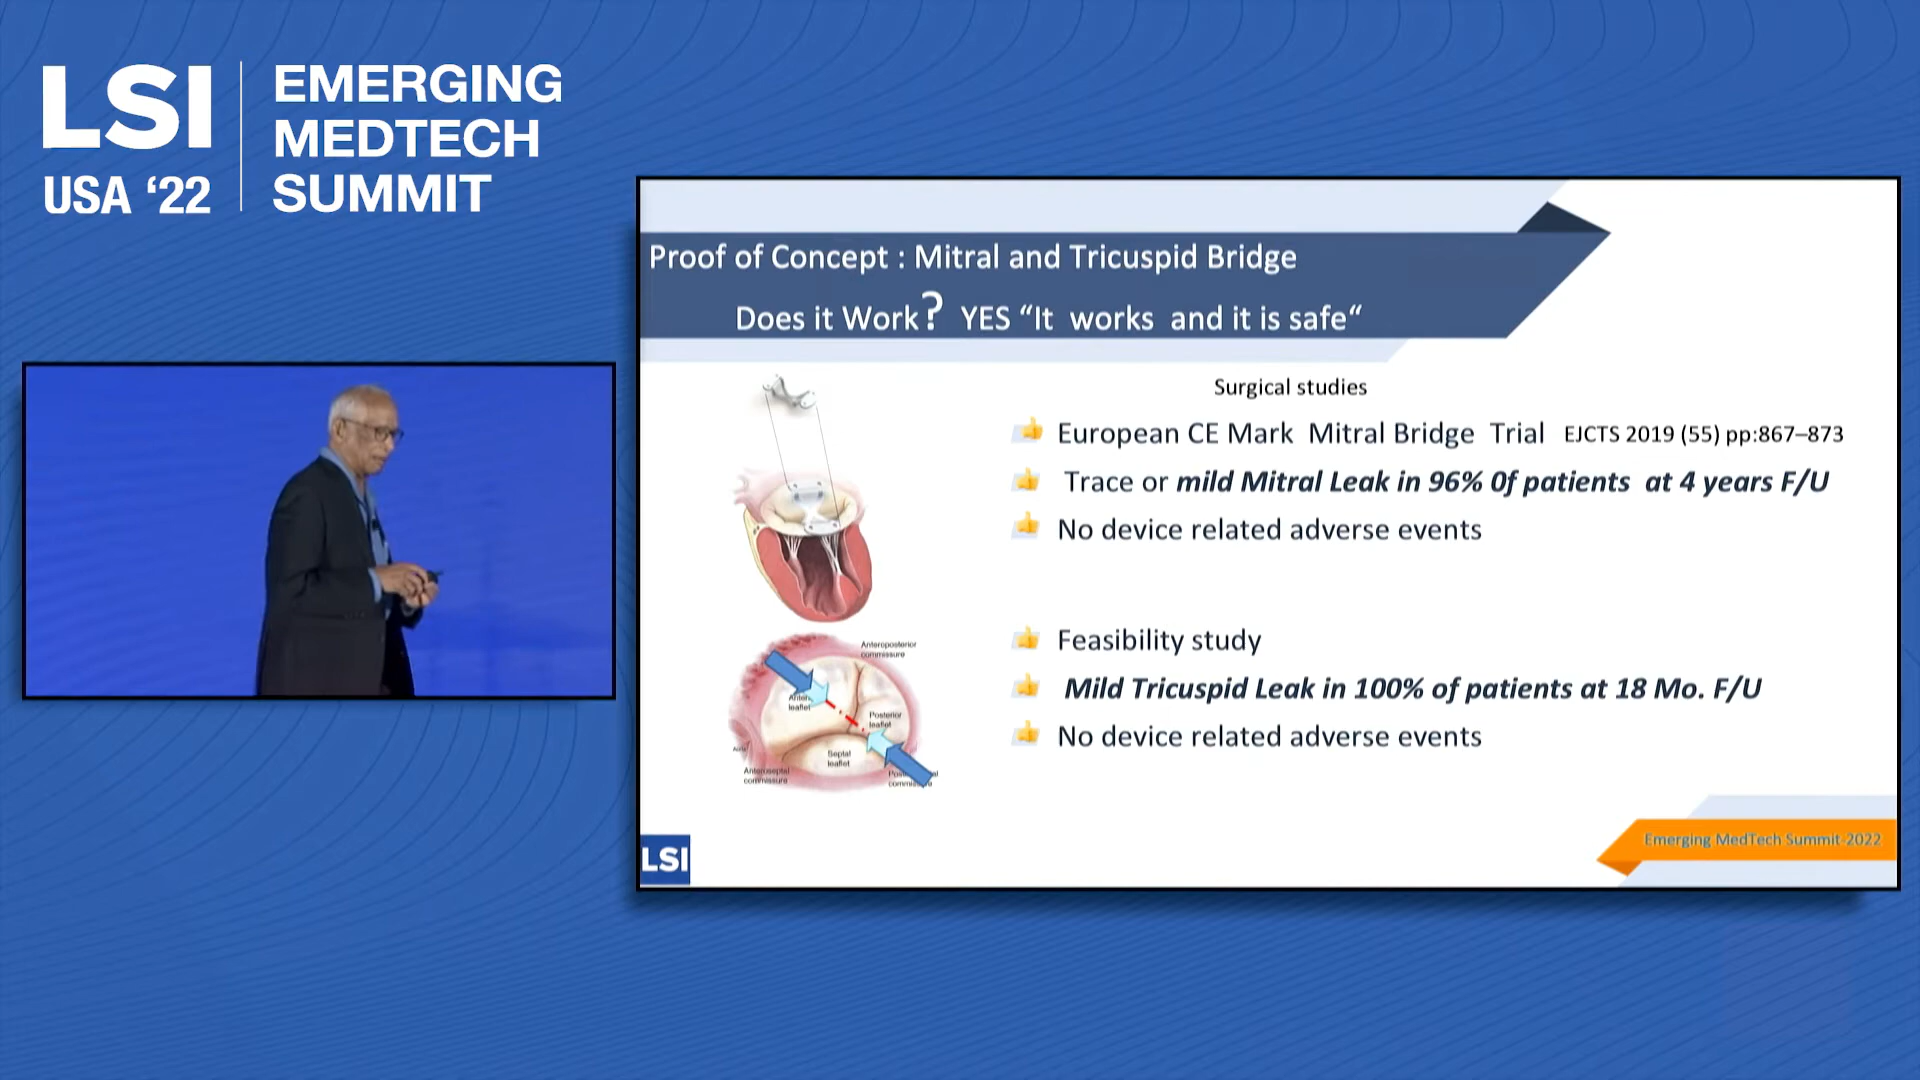 LSI
USA ‘22
EMERGING
MEDTECH
SUMMIT
Proof of Concept : Mitral and Tricuspid Bridge
Does it Work? YES “It works and it is safe“
Surgical studies
European CE Mark Mitral Bridge Trial EJCTS 2019 (55) pp:867–873
Trace or mild Mitral Leak in 96% 0f patients at 4 years F/U
No device related adverse events
Anteroposterior
commissure
leaflet
Posterior
leaflet
Septal
leaflet
Anteroseptal
commissure
Feasibility study
Mild Tricuspid Leak in 100% of patients at 18 Mo. F/U
No device related adverse events
LSI
Emerging MedTech Summit-2022